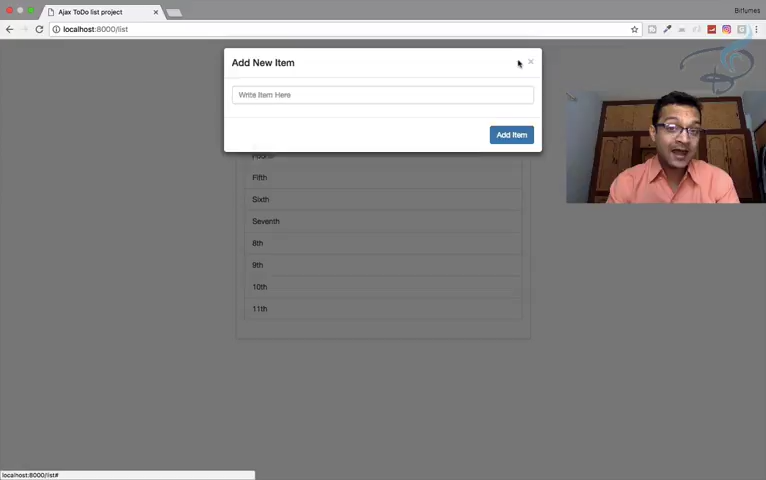 Ajax ToDo list project
Bitfumes
localhost:8000/list
Add New Item
Write Item Here
Add Item
Fifth
Sixth
Seventh
8th
9th
10th
11th
localhost:8000/list#